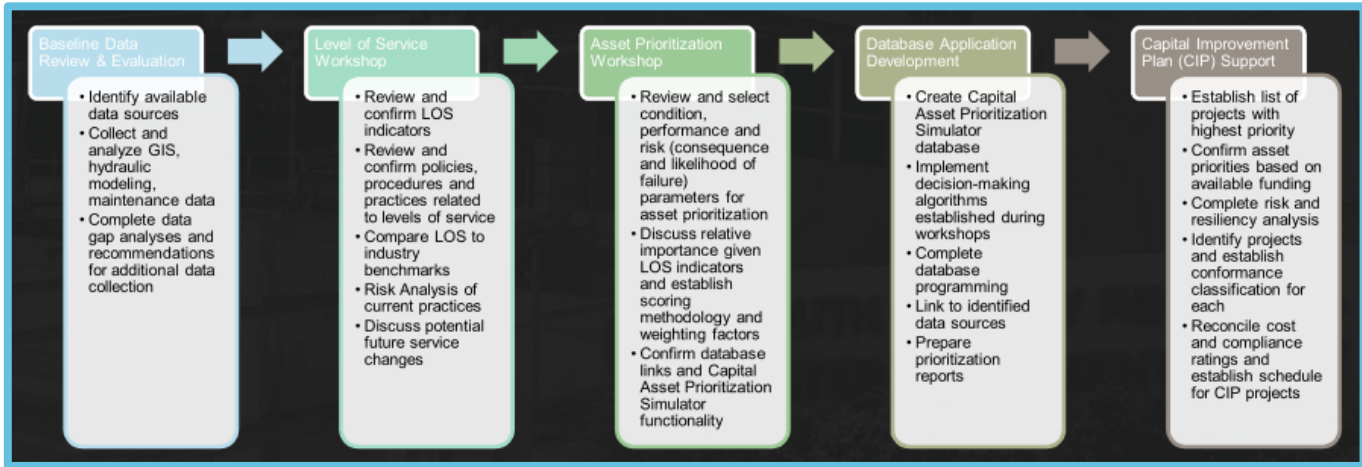 Baseline Data
Review & Evaluation
• Identify available
data sources
• Collect and
analyze GIS,
hydraulic
modeling,
maintenance data
• Complete data
gap analyses and
recommendations
for additional data
collection
Level of Service
Workshop
• Review and
confirm LOS
indicators
• Review and
confirm policies,
procedures and
practices related
to levels of service
• Compare LOS to
industry
benchmarks
• Risk Analysis of
current practices
• Discuss potential
future service
changes
Asset Prioritization
Workshop
• Review and select
condition,
performance and
risk (consequence
and likelihood of
failure)
parameters for
asset prioritization
• Discuss relative
importance given
LOS indicators
and establish
scoring
methodology and
weighting factors
• Confirm database
links and Capital
Asset Prioritization
Simulator
functionality
Database Application
Development
• Create Capital
Asset Prioritization
Simulator
database
• Implement
decision-making
algorithms
established during
workshops
• Complete
database
programming
• Link to identified
data sources
• Prepare
prioritization
reports
Capital Improvement
Plan (CIP) Support
• Establish list of
projects with
highest priority
• Confirm asset
priorities based on
available funding
• Complete risk and
resiliency analysis
• Identify projects
and establish
conformance
classification for
each
• Reconcile cost
and compliance
ratings and
establish schedule
for CIP projects